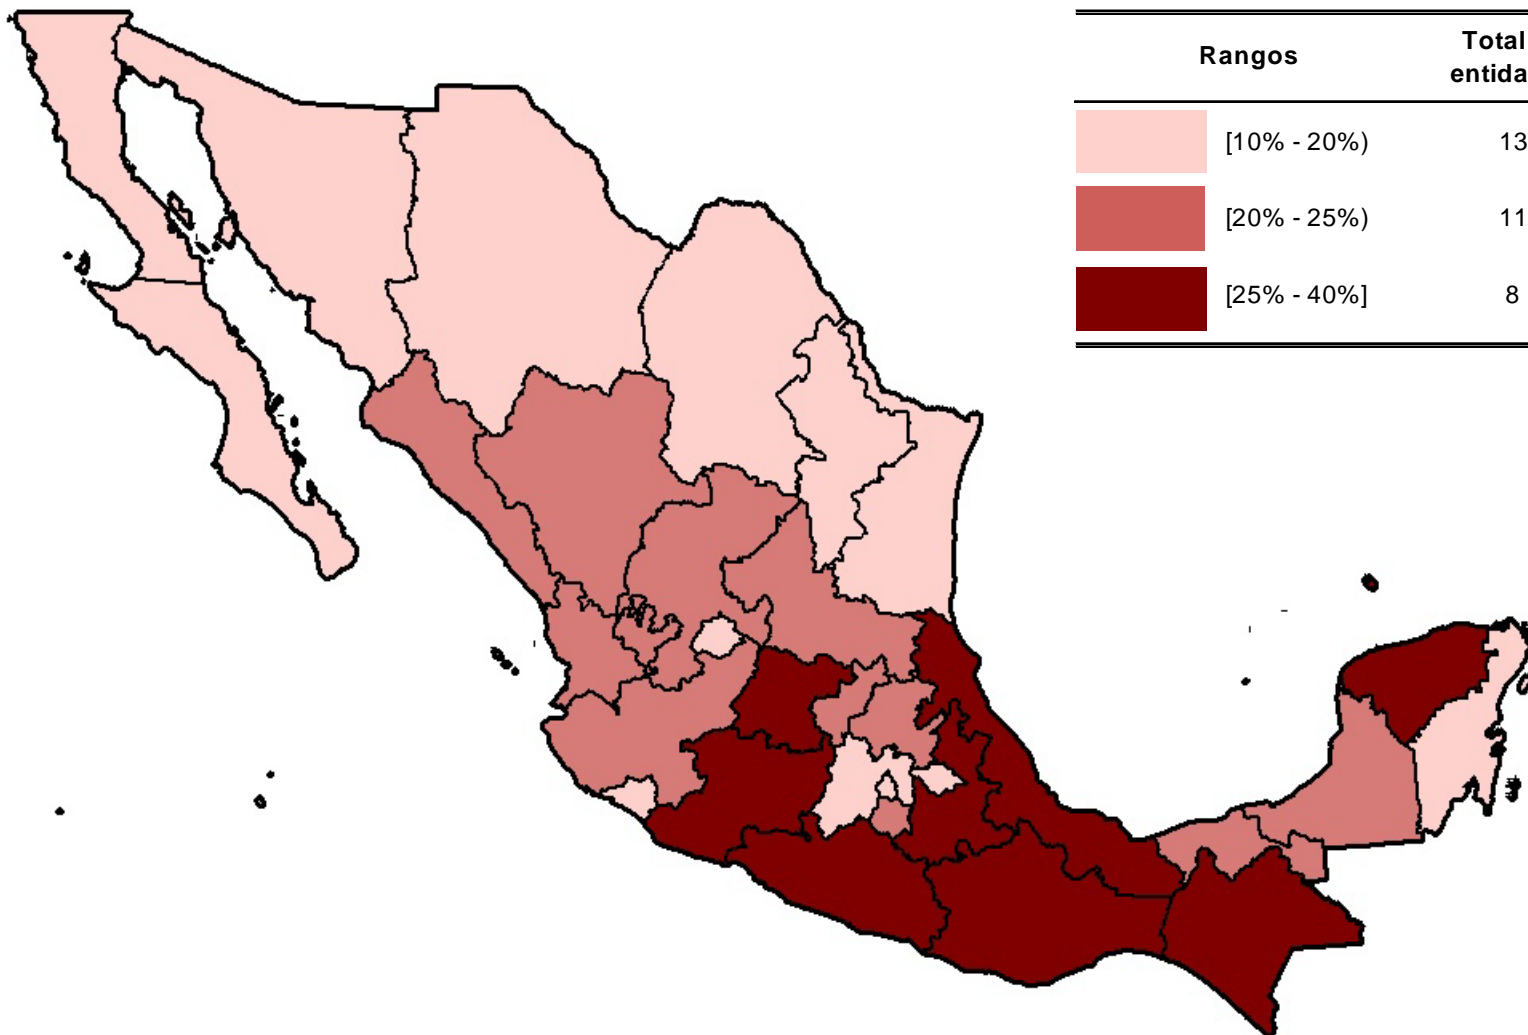 Rangos
Total
entida
[10% - 20%) 13
[20% - 25%) 11
[25% - 40%] 8